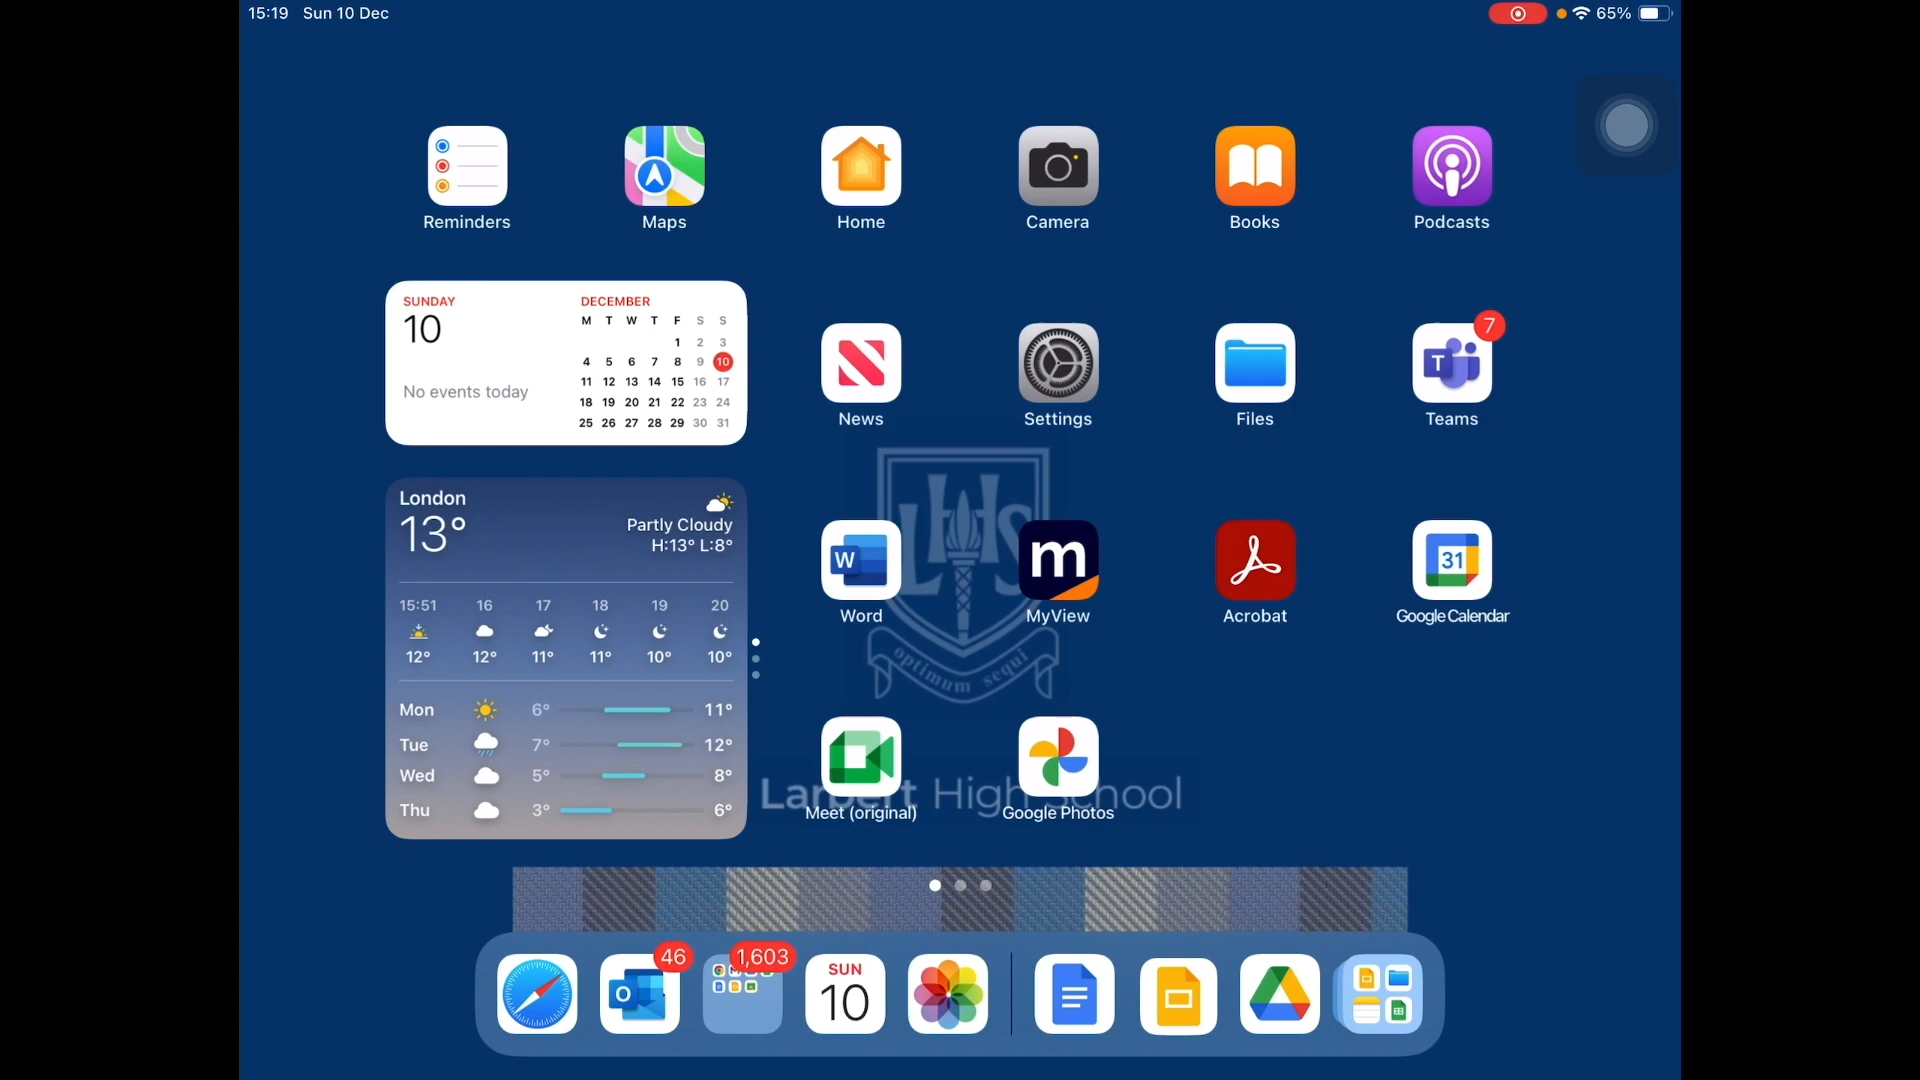 15:19 Sun 10 Dec
65%
Reminders
Maps
Home
Camera
Books
Podcasts
SUNDAY
10
No events today
DECEMBER
M T W T F S S
1 2 3
4 5 6 7 8 9 10
11 12 13 14 15 16 17
18 19 20 21 22 23 24
25 26 27 28 29 30 31
News
Settings
Files
7
T
Teams
London
13°
Partly Cloudy
H:13° L:8°
15:51 16 17 18 19 20
12° 12° 11° 11° 10° 10°
Mon 6° 11°
Tue 7° 12°
Wed 5° 8°
Thu 3° 6°
LHS
optimum sequi
W
Word
m
MyView
Acrobat
31
Google Calendar
Larbert High School
Meet (original)
Google Photos
46
O
1,603
SUN
10